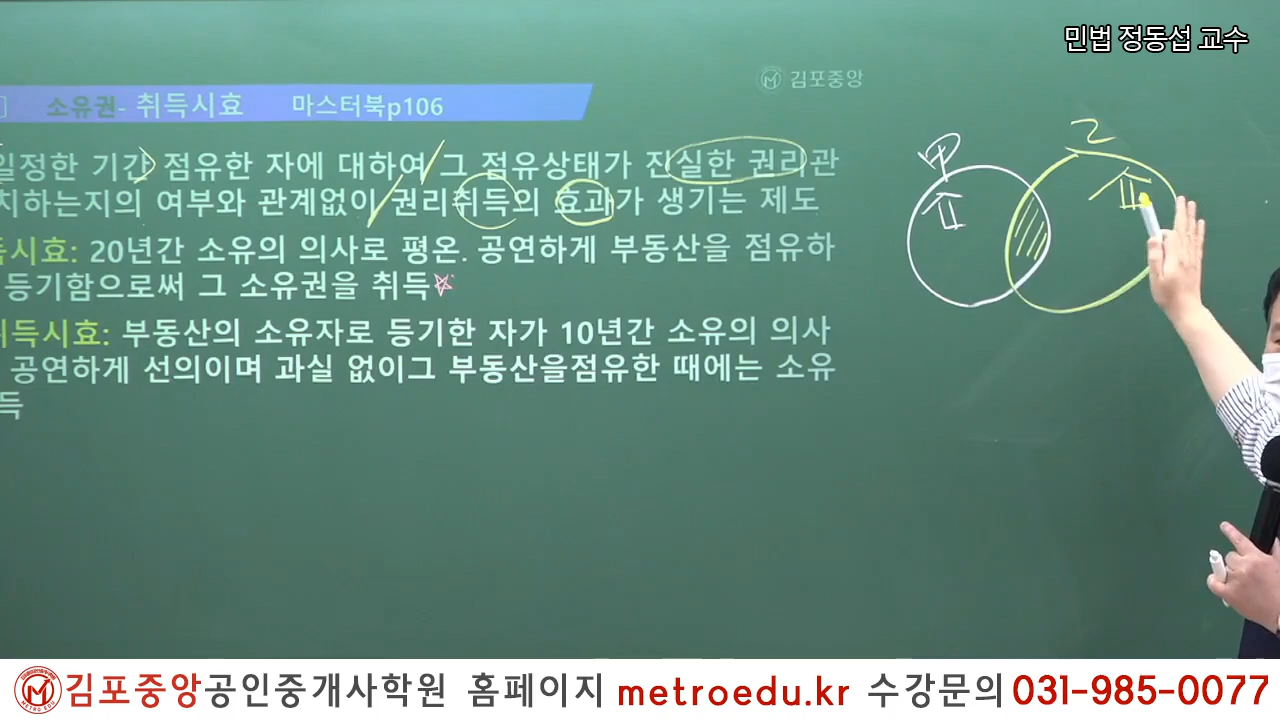 민법 정동섭 교수
김포중앙
소유권- 취득시효 마스터북p106
일정한 기간 점유한 자에 대하여 그 점유상태가 진실한 권리관
치하는지의 여부와 관계없이 권리취득의 효과가 생기는 제도
득시효: 20년간 소유의 의사로 평온. 공연하게 부동산을 점유하
등기함으로써 그 소유권을 취득
취득시효: 부동산의 소유자로 등기한 자가 10년간 소유의 의사
공연하게 선의이며 과실 없이그 부동산을점유한 때에는 소유
득
甲
乙
김포중앙공인중개사학원 홈페이지 metroedu.kr 수강문의 031-985-0077